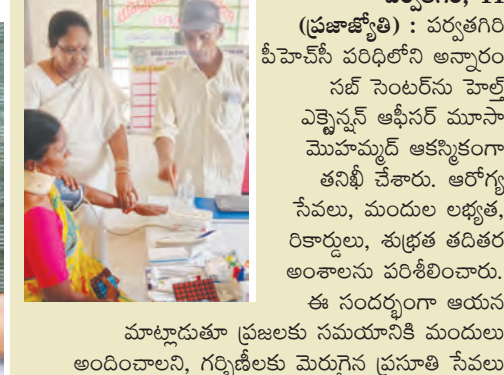 (ప్రజాజ్యోతి) : పర్వతగిరి
పీహెచ్‌సీ పరిధిలోని అన్నారం
సబ్ సెంటర్‌ను హెల్త్
ఎక్స్టెన్షన్ ఆఫీసర్ మూసా
మొహమ్మద్ ఆకస్మికంగా
తనిఖీ చేశారు. ఆరోగ్య
సేవలు, మందుల లభ్యత,
రికార్డులు, శుభ్రత తదితర
అంశాలను పరిశీలించారు.
ఈ సందర్భంగా ఆయన
మాట్లాడుతూ ప్రజలకు సమయానికి మందులు
అందించాలని, గర్భిణీలకు మెరుగైన ప్రసూతి సేవలు